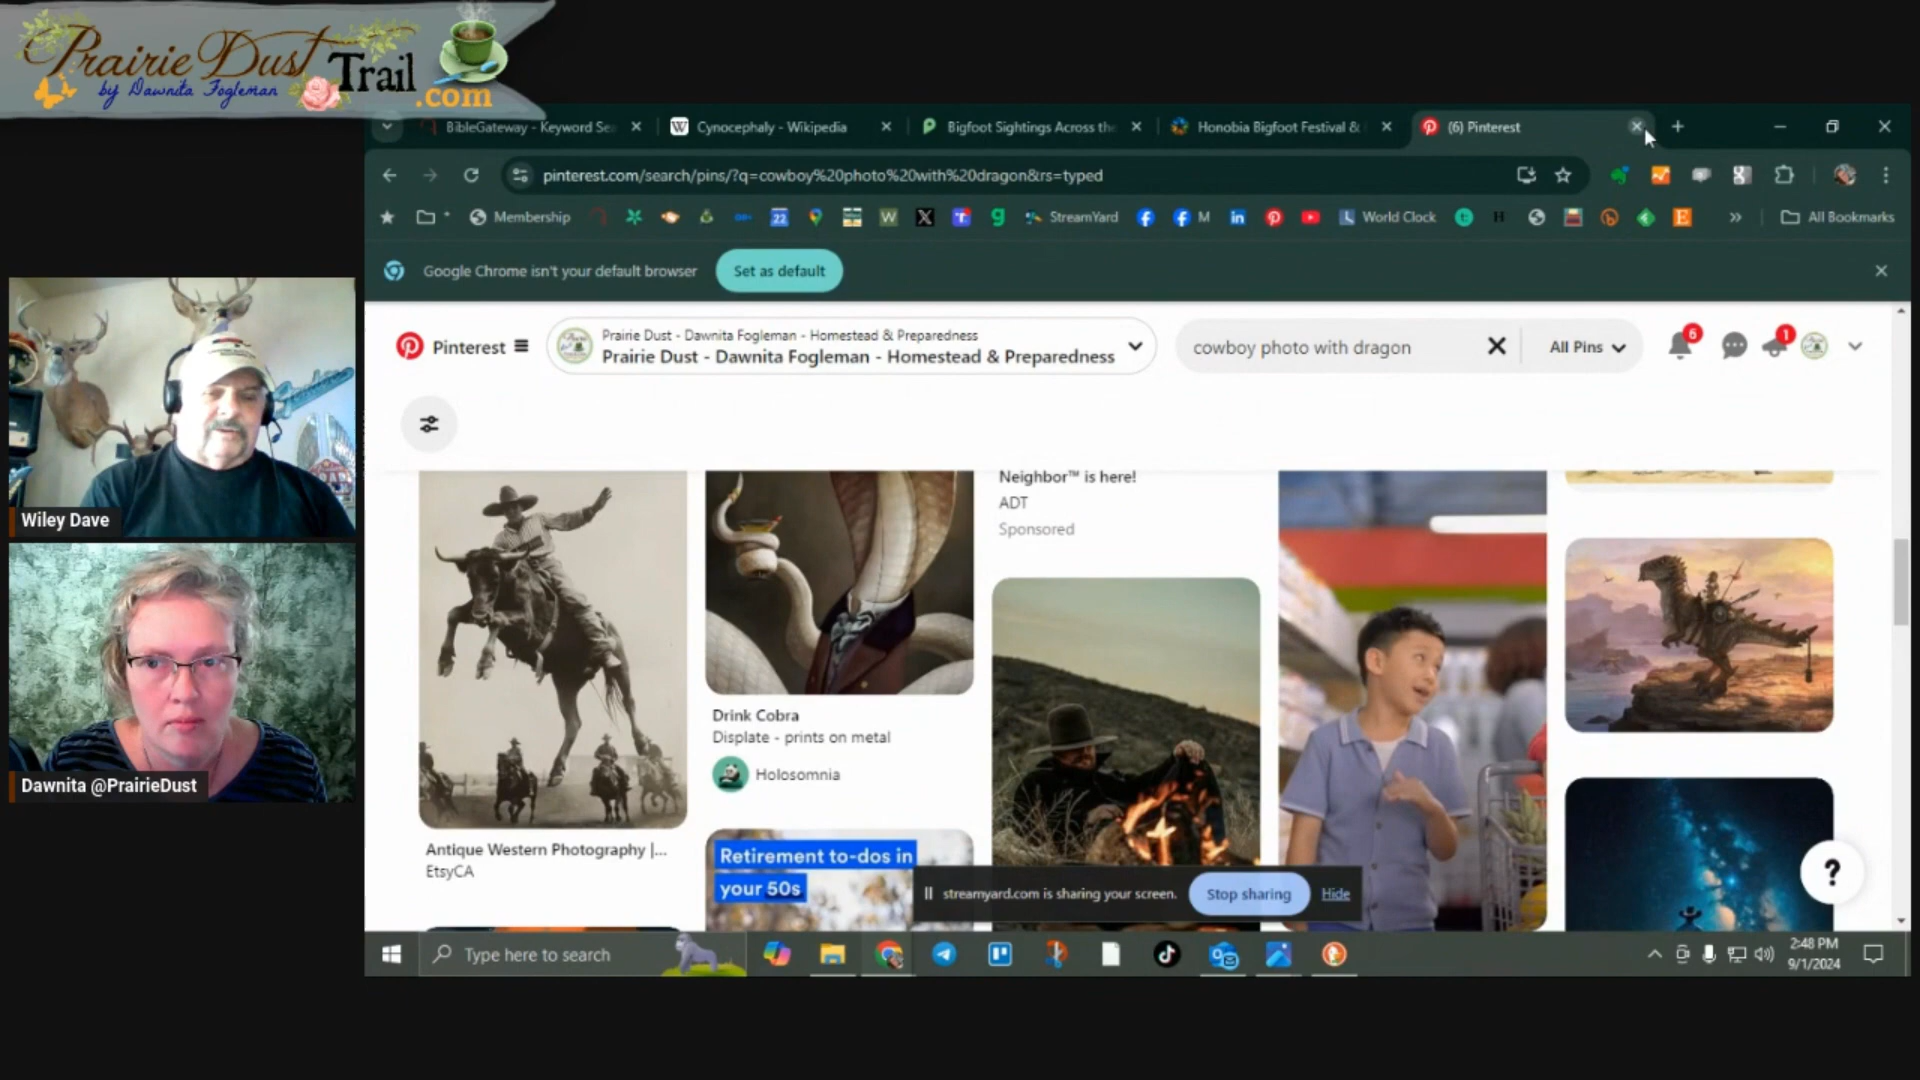 Prairie Dust Trail
by Dawnita Fogleman
.com
BibleGateway - Keyword Se
Cynocephaly - Wikipedia
Bigfoot Sightings Across the
Honobia Bigfoot Festival &
(6) Pinterest
pinterest.com/search/pins/?q=cowboy%20photo%20with%20dragon&rs=typed
Membership
22
W
X
StreamYard
M
in
World Clock
H
E
All Bookmarks
Google Chrome isn't your default browser
Set as default
Pinterest
Prairie Dust - Dawnita Fogleman - Homestead & Preparedness
Prairie Dust - Dawnita Fogleman - Homestead & Preparedness
cowboy photo with dragon
All Pins
6
1
Neighbor™ is here!
ADT
Sponsored
Wiley Dave
Drink Cobra
Displate - prints on metal
Holosomnia
Dawnita @PrairieDust
Antique Western Photography |...
EtsyCA
Retirement to-dos in
your 50s
streamyard.com is sharing your screen.
Stop sharing
Hide
?
Type here to search
2:48 PM
9/1/2024